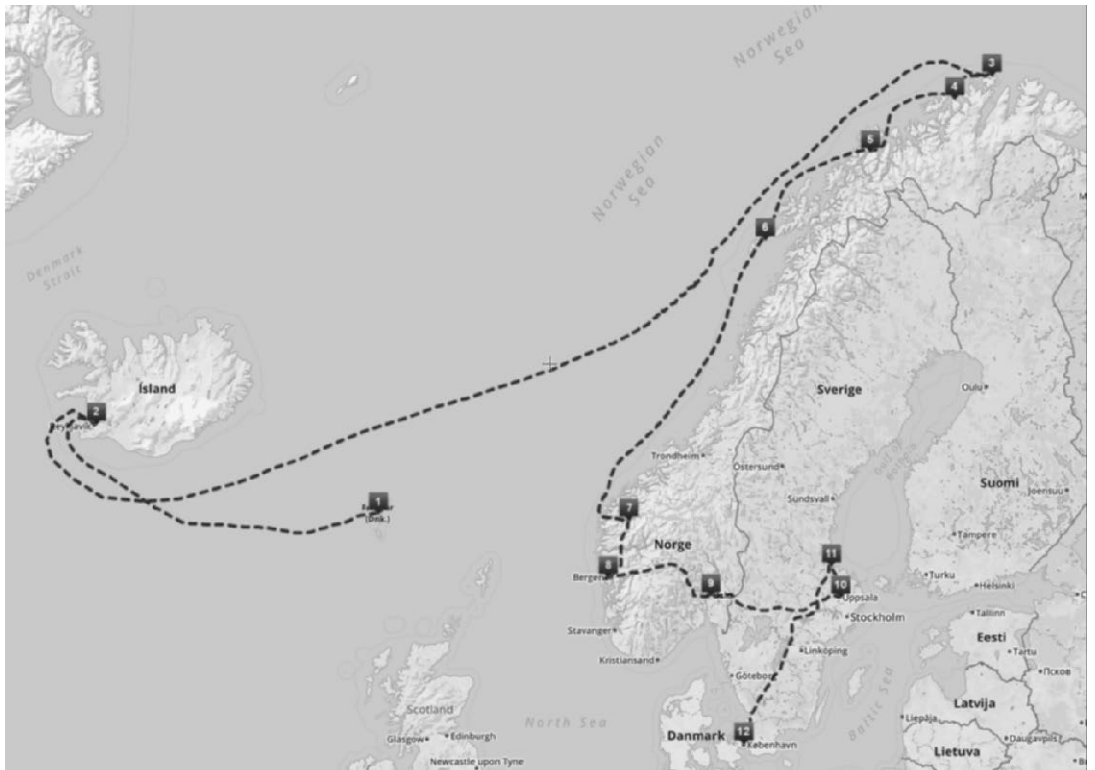 Norwegian
Sea
3
4
5
Norwegian
Sea
6
Denmark
Strait
Ísland
2
Sverige
Oulu
Trondheim
Östersund
Suomi
Sundsvall
Joensuu
1
(Dnk.)
7
Norge
Tampere
11
8
Bergen
9
10
Turku
Helsinki
Uppsala
Stockholm
Tallinn
Stavanger
Eesti
Linköping
Tartu
Kristiansand
Псков
Göteborg
Scotland
Baltic Sea
Latvija
Liepāja
North Sea
12
Danmark
København
Glasgow
Edinburgh
Daugavpils
Lietuva
Newcastle upon Tyne